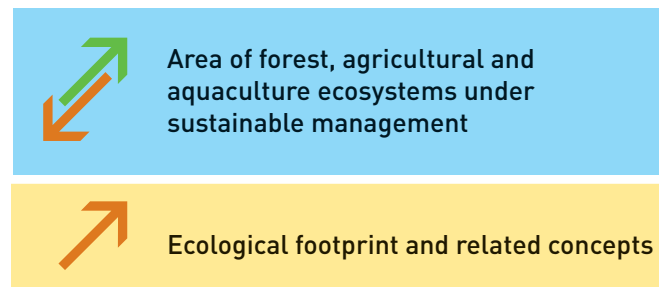 Area of forest, agricultural and
aquaculture ecosystems under
sustainable management
Ecological footprint and related concepts